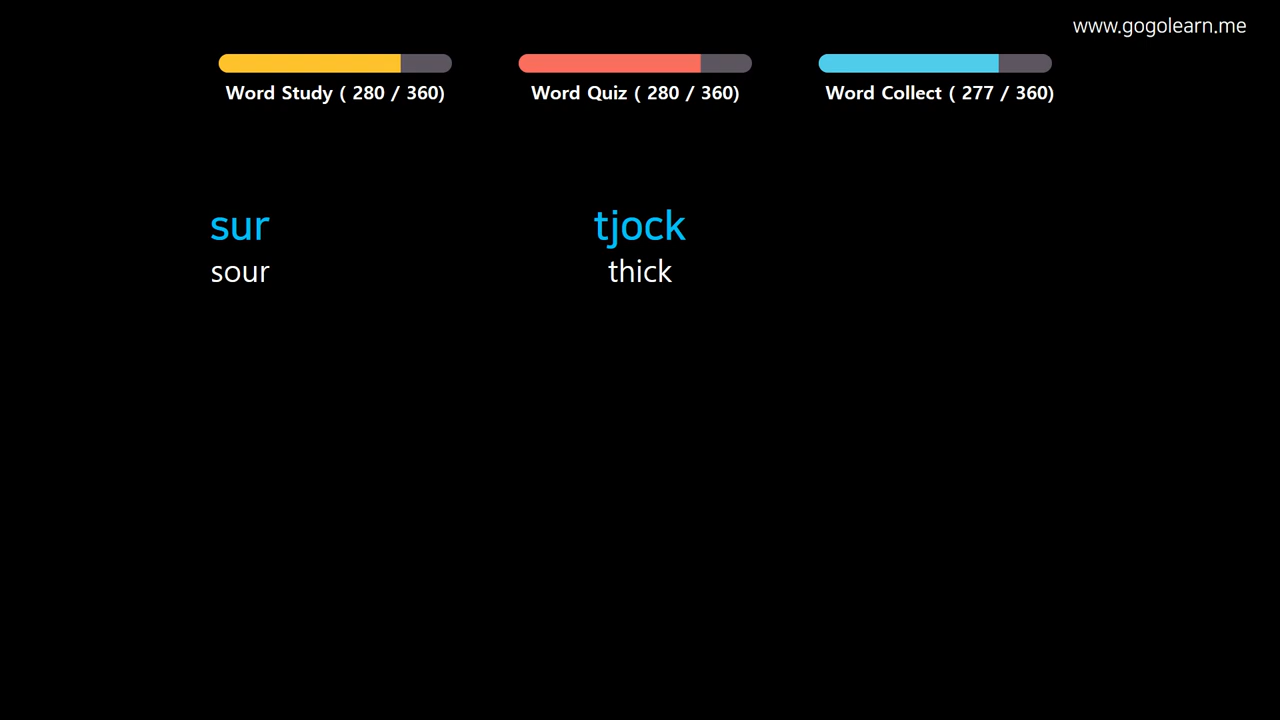 www.gogolearn.me
Word Study ( 280 / 360)
Word Quiz ( 280 / 360)
Word Collect ( 277 / 360)
sur
sour
tjock
thick